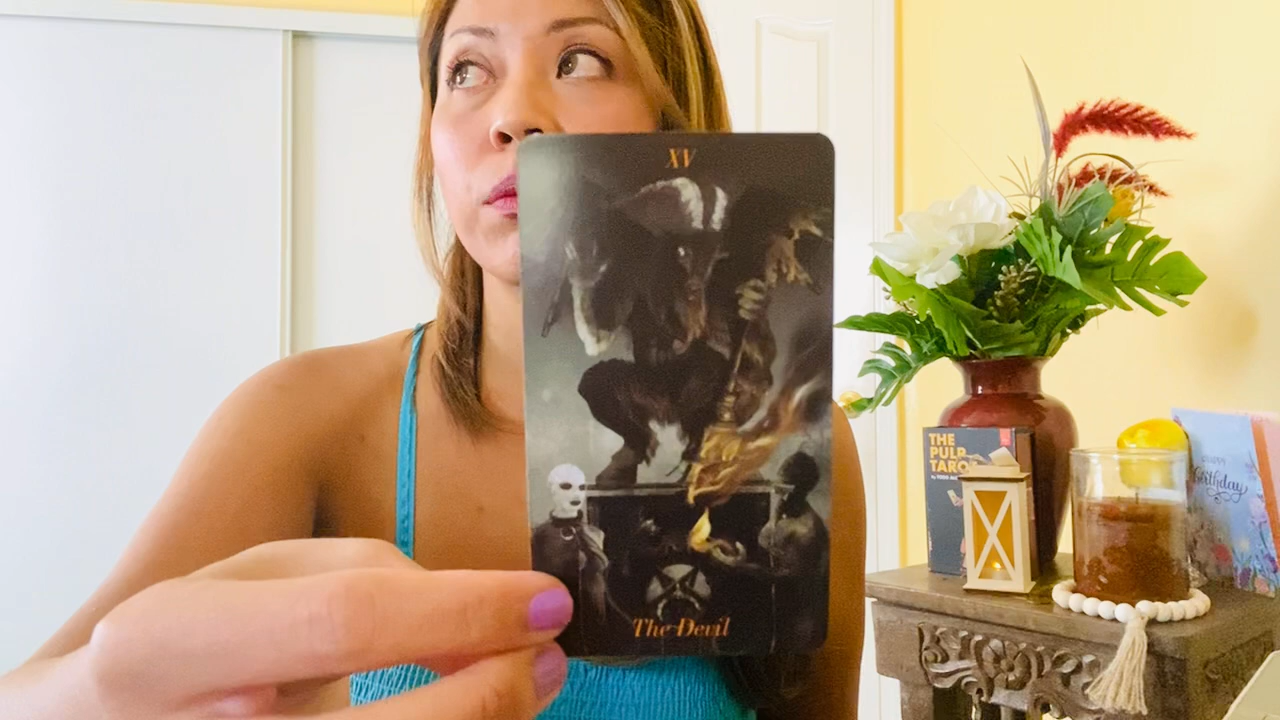 XV
The Devil
THE
PULP
TAROT
Birthday